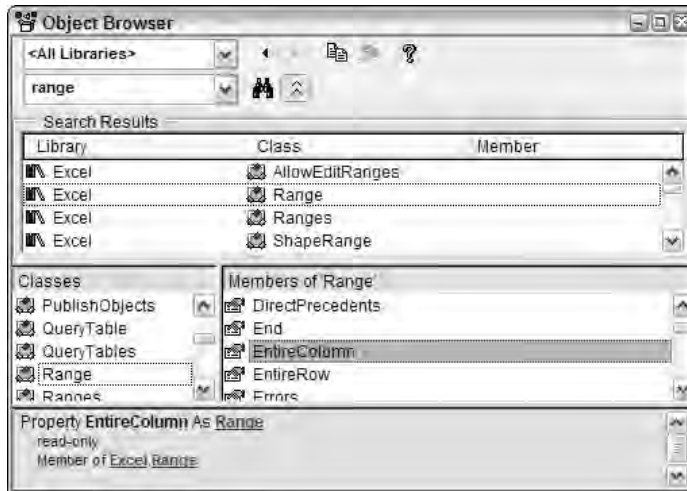 Object Browser
<All Libraries>
range
Search Results
Library Class Member
Excel AllowEditRanges
Excel Range
Excel Ranges
Excel ShapeRange
Classes
PublishObjects
QueryTable
QueryTables
Range
Ranges
Members of 'Range'
DirectPrecedents
End
EntireColumn
EntireRow
Errors
Property EntireColumn As Range
read-only
Member of Excel.Range